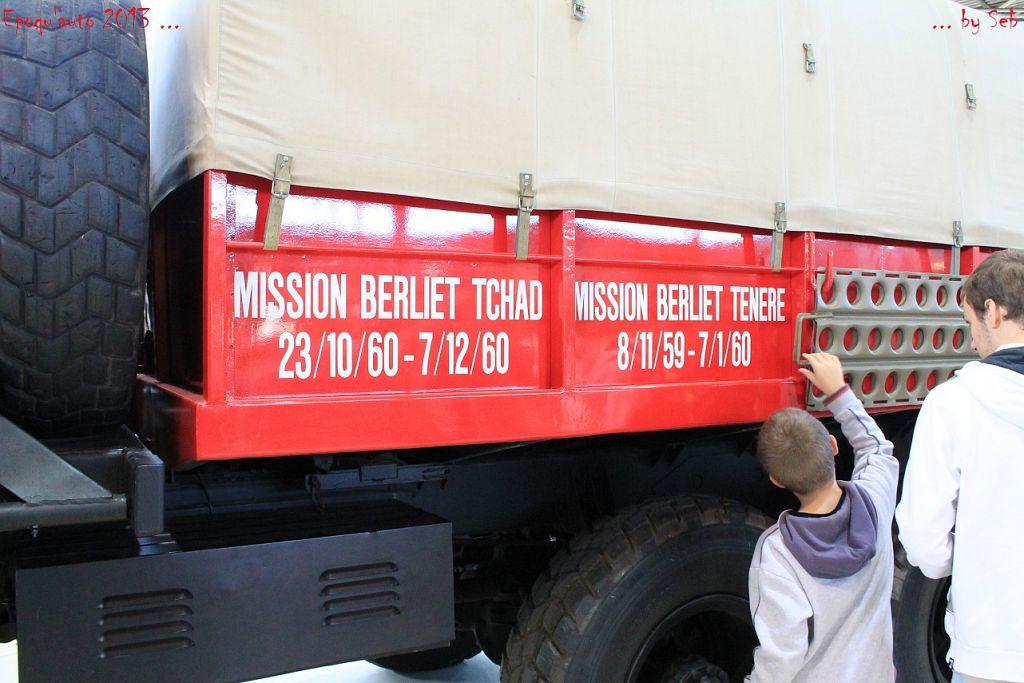 Epoqu'auto 2013 ...
... by Seb
MISSION BERLIET TCHAD
23/10/60 - 7/12/60
MISSION BERLIET TENERE
8/11/59 - 7/1/60